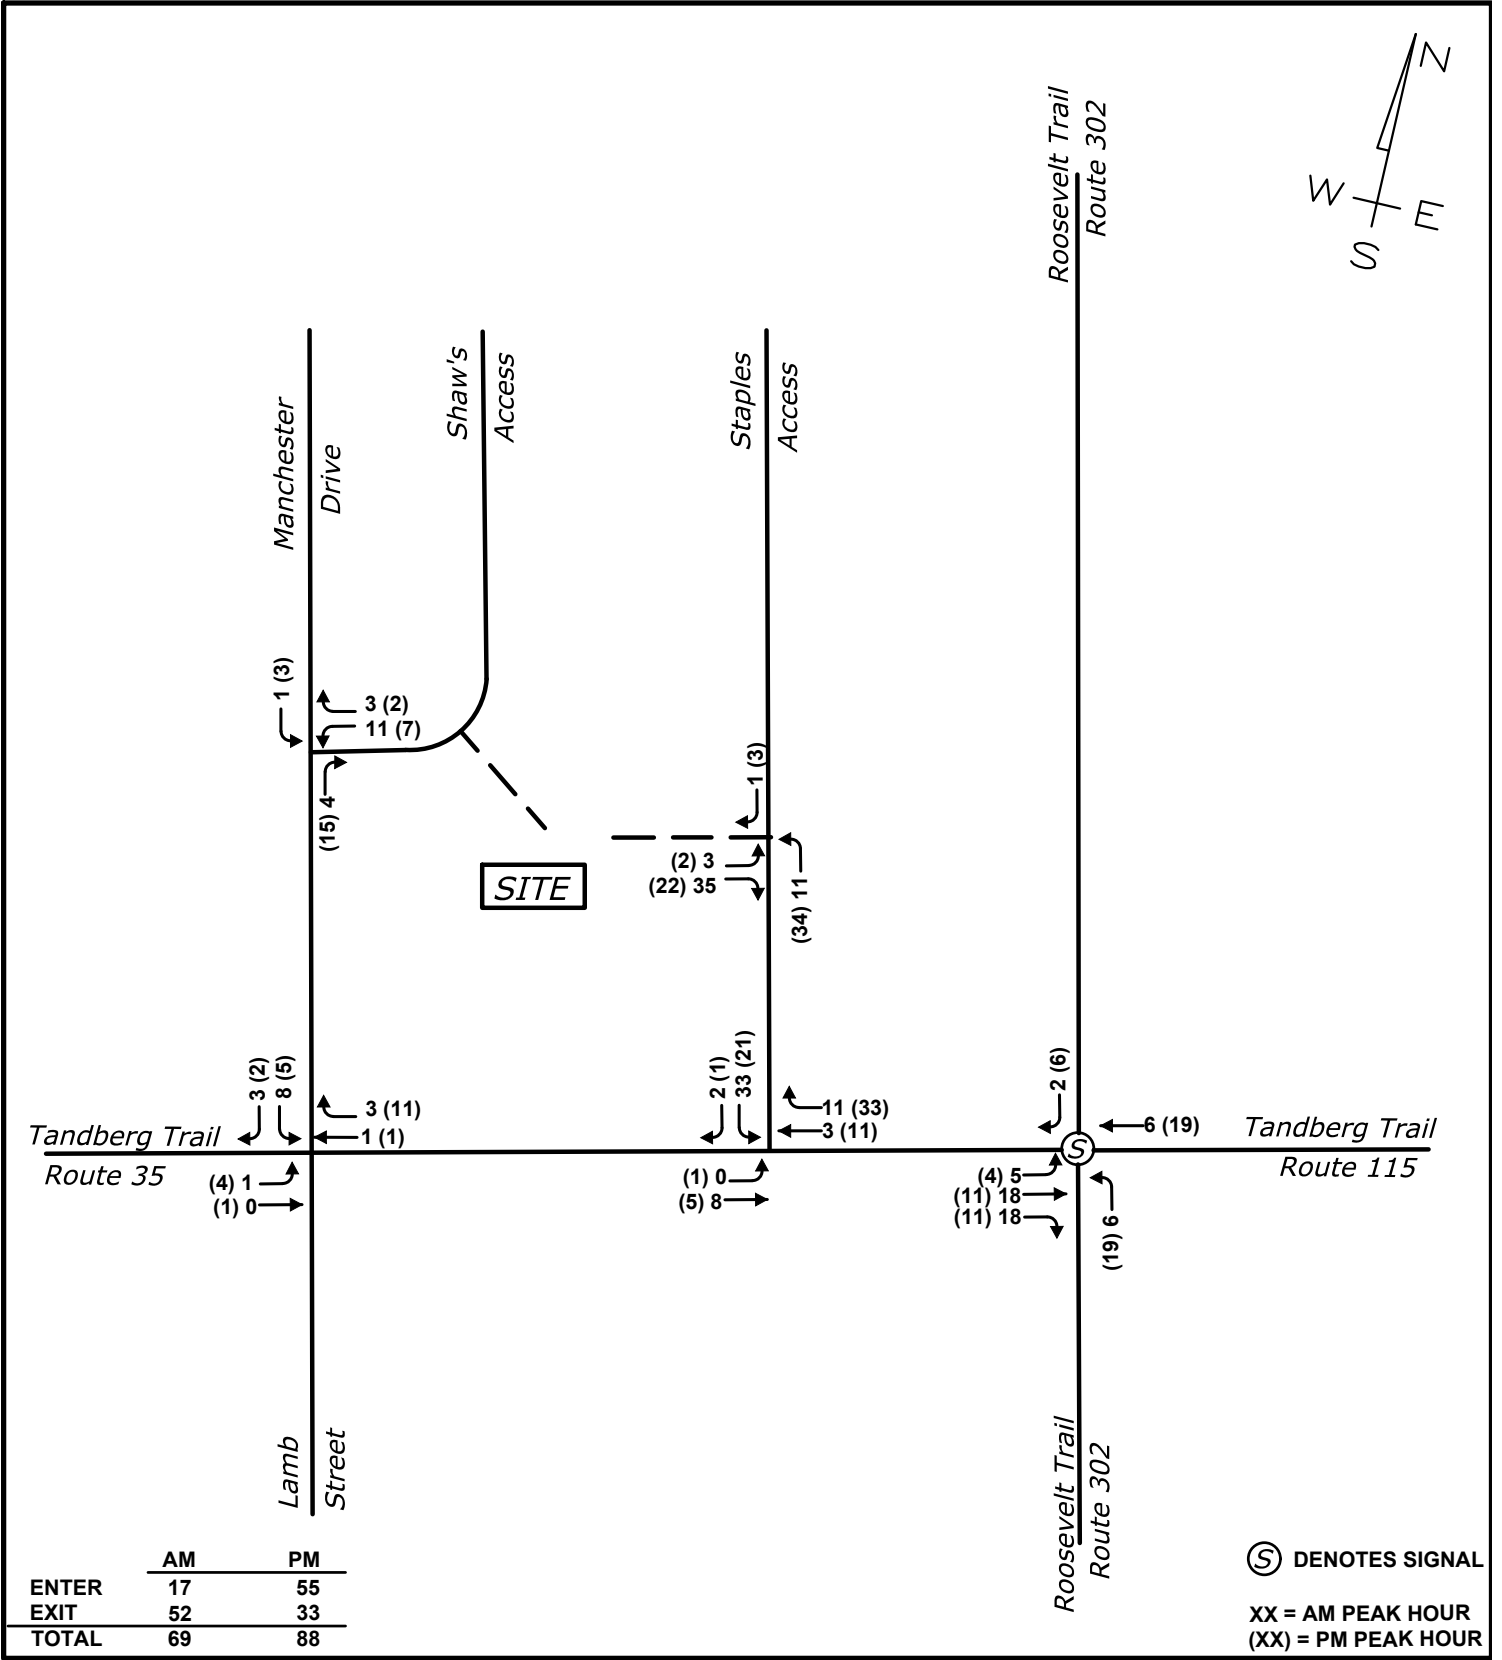 N
W
E
S
Roosevelt Trail
Route 302
Manchester
Drive
Shaw's
Access
Staples
Access
1 (3)
3 (2)
11 (7)
(15) 4
1 (3)
(2) 3
(22) 35
(34) 11
SITE
3 (2)
8 (5)
3 (11)
1 (1)
Tandberg Trail
Route 35
(4) 1
(1) 0
2 (1)
33 (21)
11 (33)
3 (11)
(1) 0
(5) 8
2 (6)
6 (19)
S
Tandberg Trail
Route 115
(4) 5
(11) 18
(11) 18
(19) 6
Lamb
Street
Roosevelt Trail
Route 302
AM PM
ENTER 17 55
EXIT 52 33
TOTAL 69 88
S DENOTES SIGNAL
XX = AM PEAK HOUR
(XX) = PM PEAK HOUR